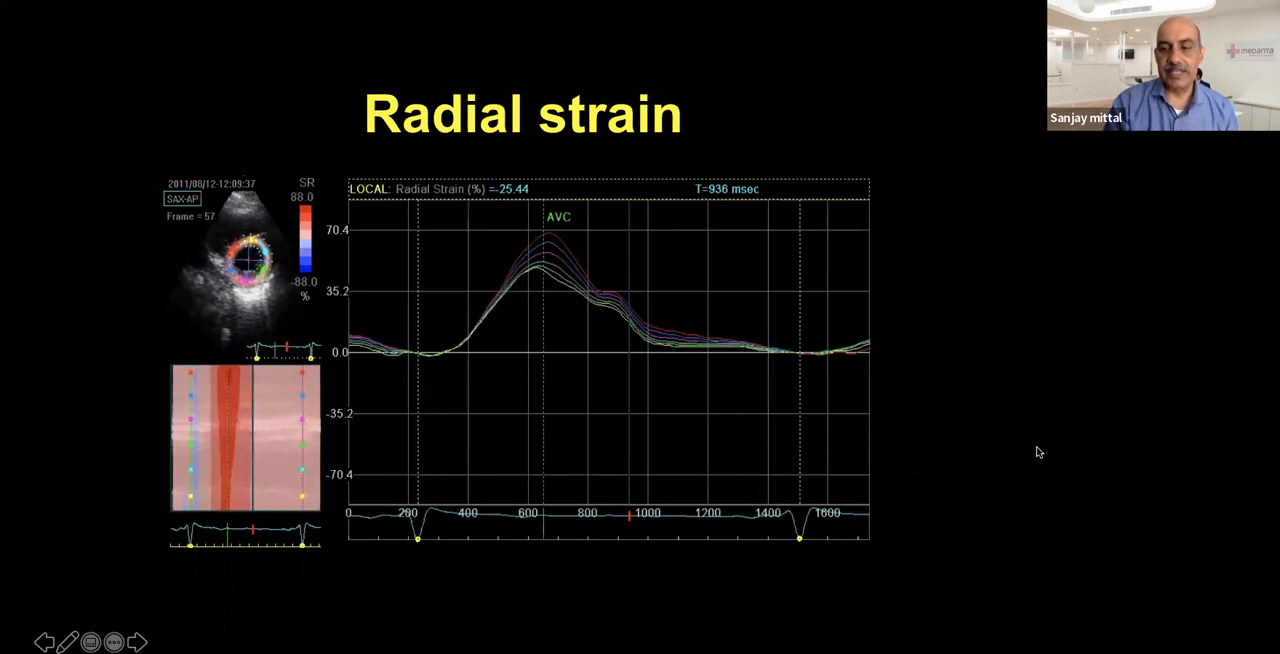 Radial strain
medanta
Sanjay mittal
2011/08/12-12:09:37
SAX-AP
Frame = 57
SR
88.0
-88.0
%
LOCAL: Radial Strain (%) =-25.44 T=936 msec
AVC
70.4
35.2
0.0
-35.2
-70.4
0 200 400 600 800 1000 1200 1400 1600